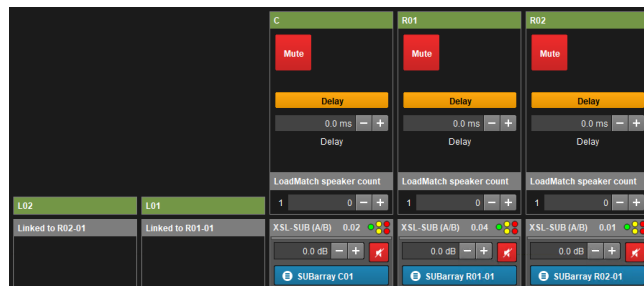 C R01 R02
Mute Mute Mute
Delay Delay Delay
0.0 ms − + 0.0 ms − + 0.0 ms − +
Delay Delay Delay
LoadMatch speaker count LoadMatch speaker count LoadMatch speaker count
L02 L01 1 0 − + 1 0 − + 1 0 − +
Linked to R02-01 Linked to R01-01 XSL-SUB (A/B) 0.02 XSL-SUB (A/B) 0.04 XSL-SUB (A/B) 0.01
0.0 dB − + 0.0 dB − + 0.0 dB − +
SUBarray C01 SUBarray R01-01 SUBarray R02-01